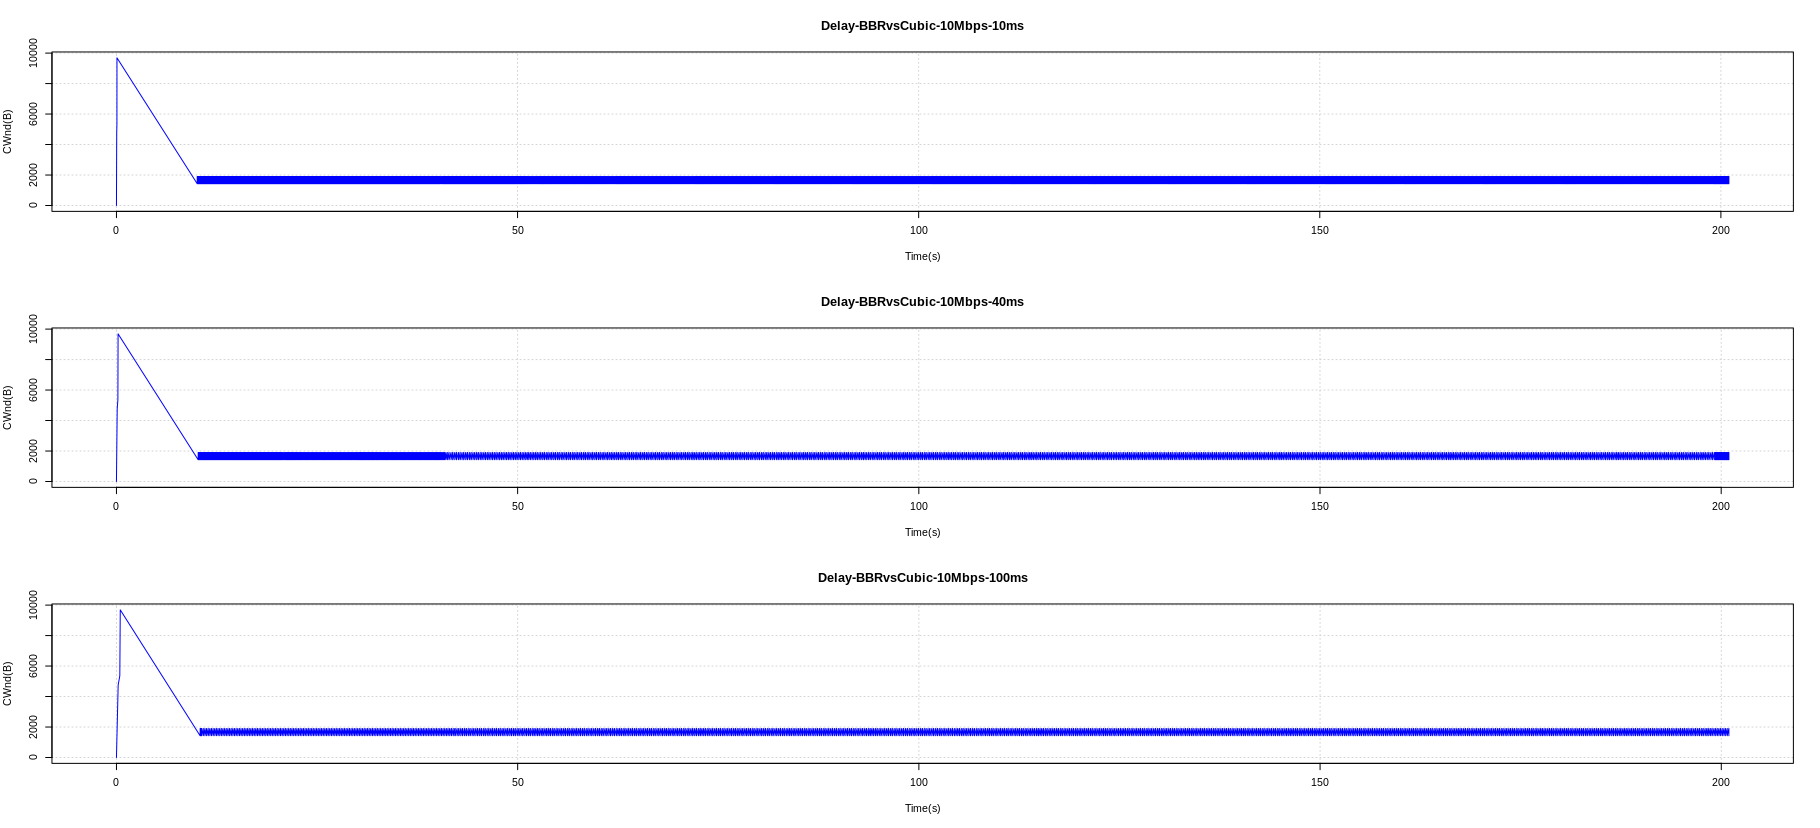 Delay-BBRvsCubic-10Mbps-10ms
CWnd(B)
10000
6000
2000
0
0 50 100 150 200
Time(s)
Delay-BBRvsCubic-10Mbps-40ms
CWnd(B)
10000
6000
2000
0
0 50 100 150 200
Time(s)
Delay-BBRvsCubic-10Mbps-100ms
CWnd(B)
10000
6000
2000
0
0 50 100 150 200
Time(s)